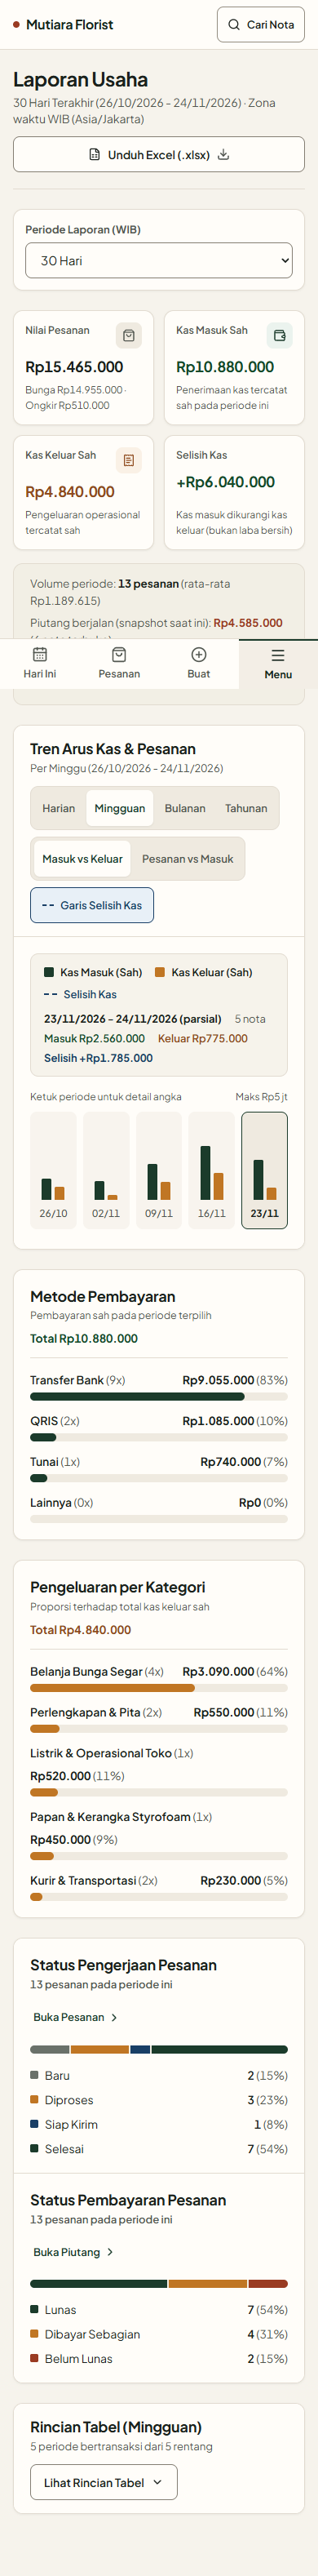 Mutiara Florist
Cari Nota
Laporan Usaha
30 Hari Terakhir (26/10/2026 - 24/11/2026) · Zona
waktu WIB (Asia/Jakarta)
Unduh Excel (.xlsx)
Periode Laporan (WIB)
30 Hari
Nilai Pesanan
Rp15.465.000
Bunga Rp14.955.000 ·
Ongkir Rp510.000
Kas Masuk Sah
Rp10.880.000
Penerimaan kas tercatat
sah pada periode ini
Kas Keluar Sah
Rp4.840.000
Pengeluaran operasional
tercatat sah
Selisih Kas
+Rp6.040.000
Kas masuk dikurangi kas
keluar (bukan laba bersih)
Volume periode: 13 pesanan (rata-rata
Rp1.189.615)
Piutang berjalan (snapshot saat ini): Rp4.585.000
Hari Ini
Pesanan
Buat
Menu
Tren Arus Kas & Pesanan
Per Minggu (26/10/2026 - 24/11/2026)
Harian
Mingguan
Bulanan
Tahunan
Masuk vs Keluar
Pesanan vs Masuk
Garis Selisih Kas
Kas Masuk (Sah)
Kas Keluar (Sah)
Selisih Kas
23/11/2026 - 24/11/2026 (parsial) 5 nota
Masuk Rp2.560.000 Keluar Rp775.000
Selisih +Rp1.785.000
Ketuk periode untuk detail angka
Maks Rp5 jt
26/10
02/11
09/11
16/11
23/11
Metode Pembayaran
Pembayaran sah pada periode terpilih
Total Rp10.880.000
Transfer Bank (9x) Rp9.055.000 (83%)
QRIS (2x) Rp1.085.000 (10%)
Tunai (1x) Rp740.000 (7%)
Lainnya (0x) Rp0 (0%)
Pengeluaran per Kategori
Proporsi terhadap total kas keluar sah
Total Rp4.840.000
Belanja Bunga Segar (4x) Rp3.090.000 (64%)
Perlengkapan & Pita (2x) Rp550.000 (11%)
Listrik & Operasional Toko (1x)
Rp520.000 (11%)
Papan & Kerangka Styrofoam (1x)
Rp450.000 (9%)
Kurir & Transportasi (2x) Rp230.000 (5%)
Status Pengerjaan Pesanan
13 pesanan pada periode ini
Buka Pesanan
Baru 2 (15%)
Diproses 3 (23%)
Siap Kirim 1 (8%)
Selesai 7 (54%)
Status Pembayaran Pesanan
13 pesanan pada periode ini
Buka Piutang
Lunas 7 (54%)
Dibayar Sebagian 4 (31%)
Belum Lunas 2 (15%)
Rincian Tabel (Mingguan)
5 periode bertransaksi dari 5 rentang
Lihat Rincian Tabel